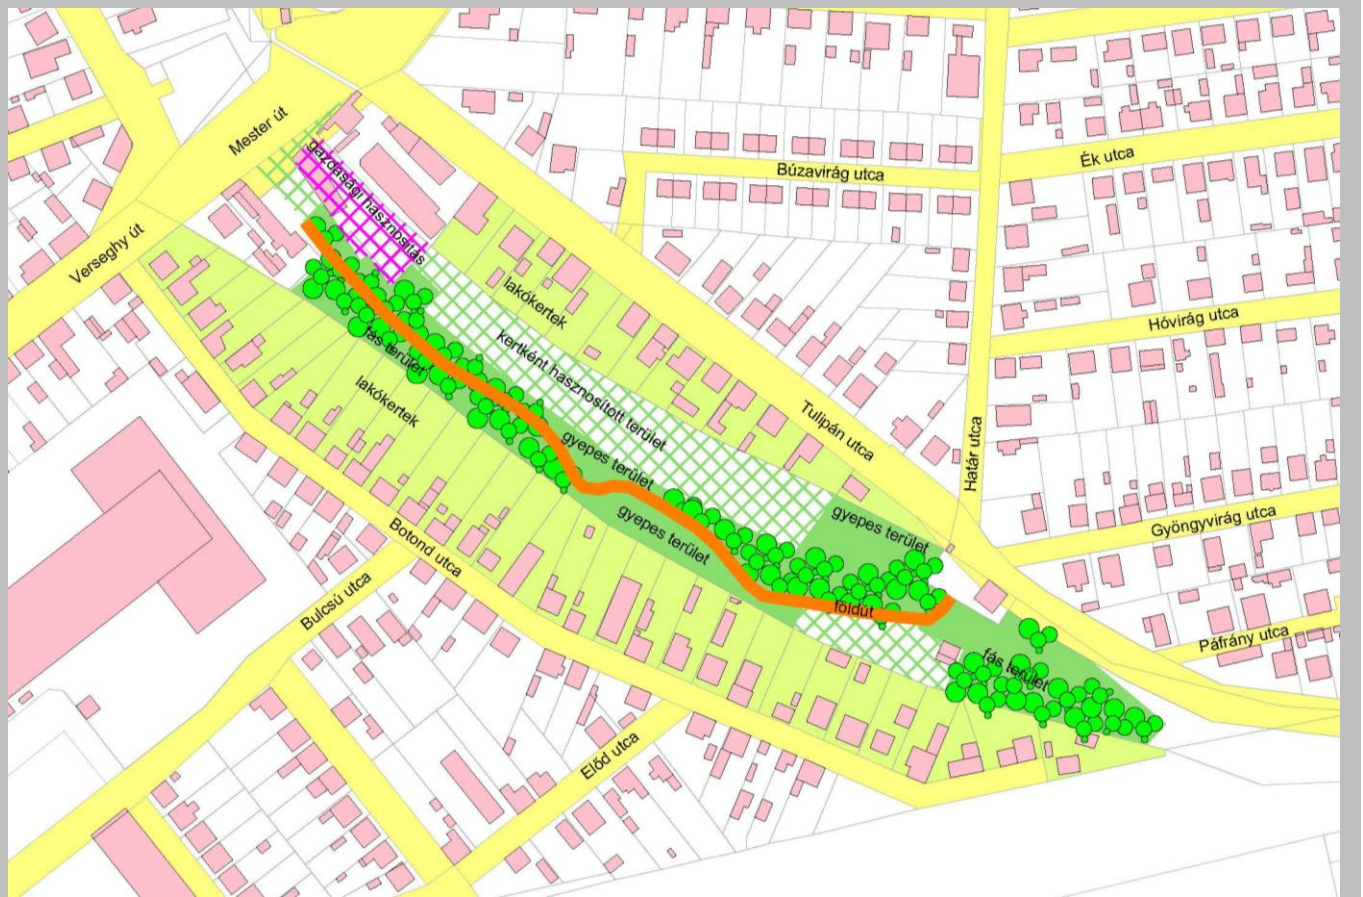 Mester út
gazdasági hasznosítás
Búzavirág utca
Ék utca
Verseghy út
lakókertek
Hóvirág utca
kertként hasznosított terület
fás terület
lakókertek
Tulipán utca
Határ utca
gyepes terület
gyepes terület
gyepes terület
Gyöngyvirág utca
Botond utca
Bulcsú utca
földút
Páfrány utca
fás terület
Előd utca